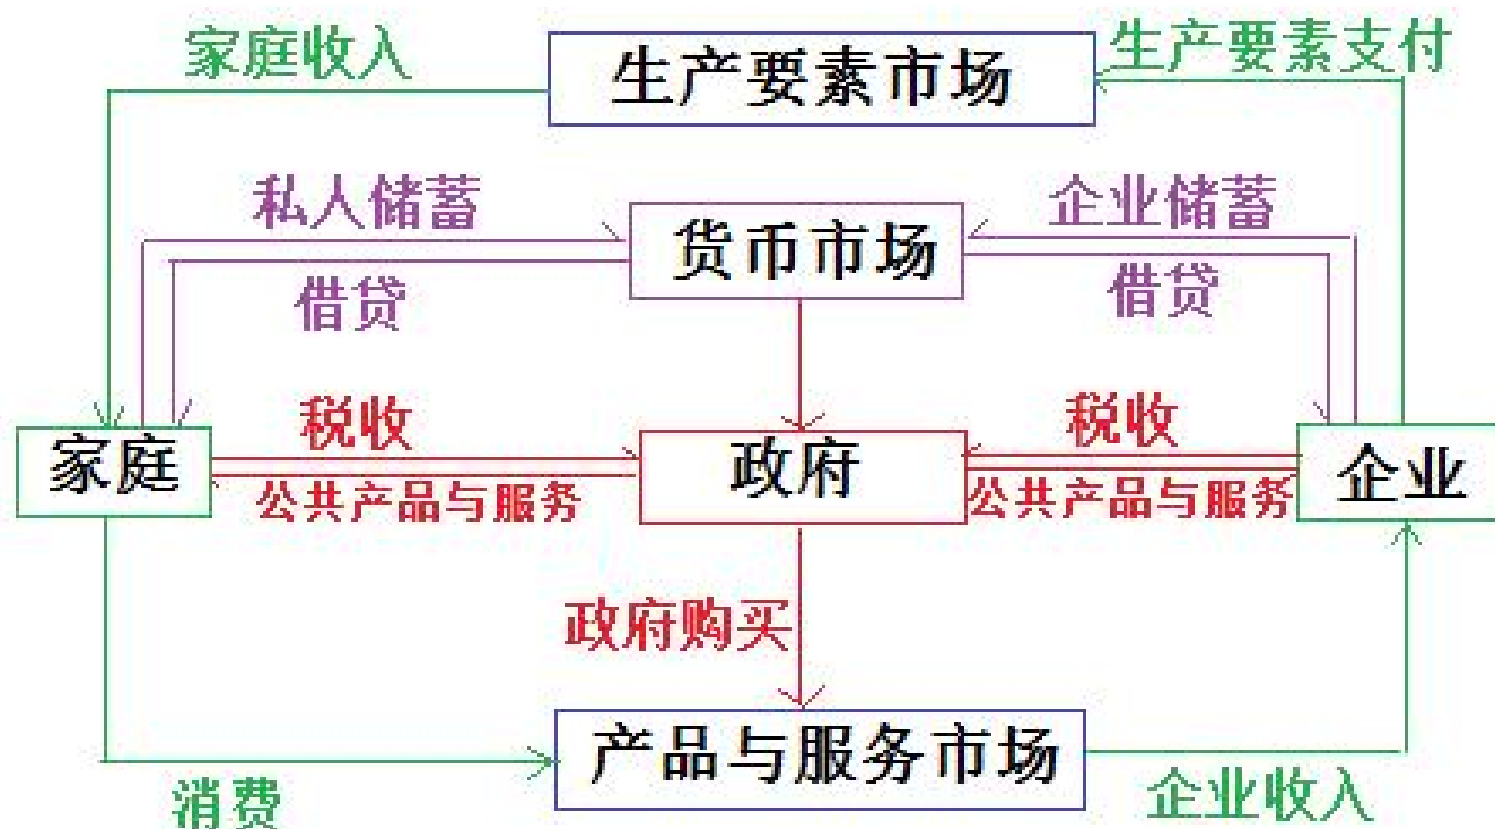 家庭收入
生产要素市场
生产要素支付
私人储蓄
货币市场
企业储蓄
借贷
借贷
税收
税收
家庭
政府
企业
公共产品与服务
公共产品与服务
政府购买
产品与服务市场
消费
企业收入